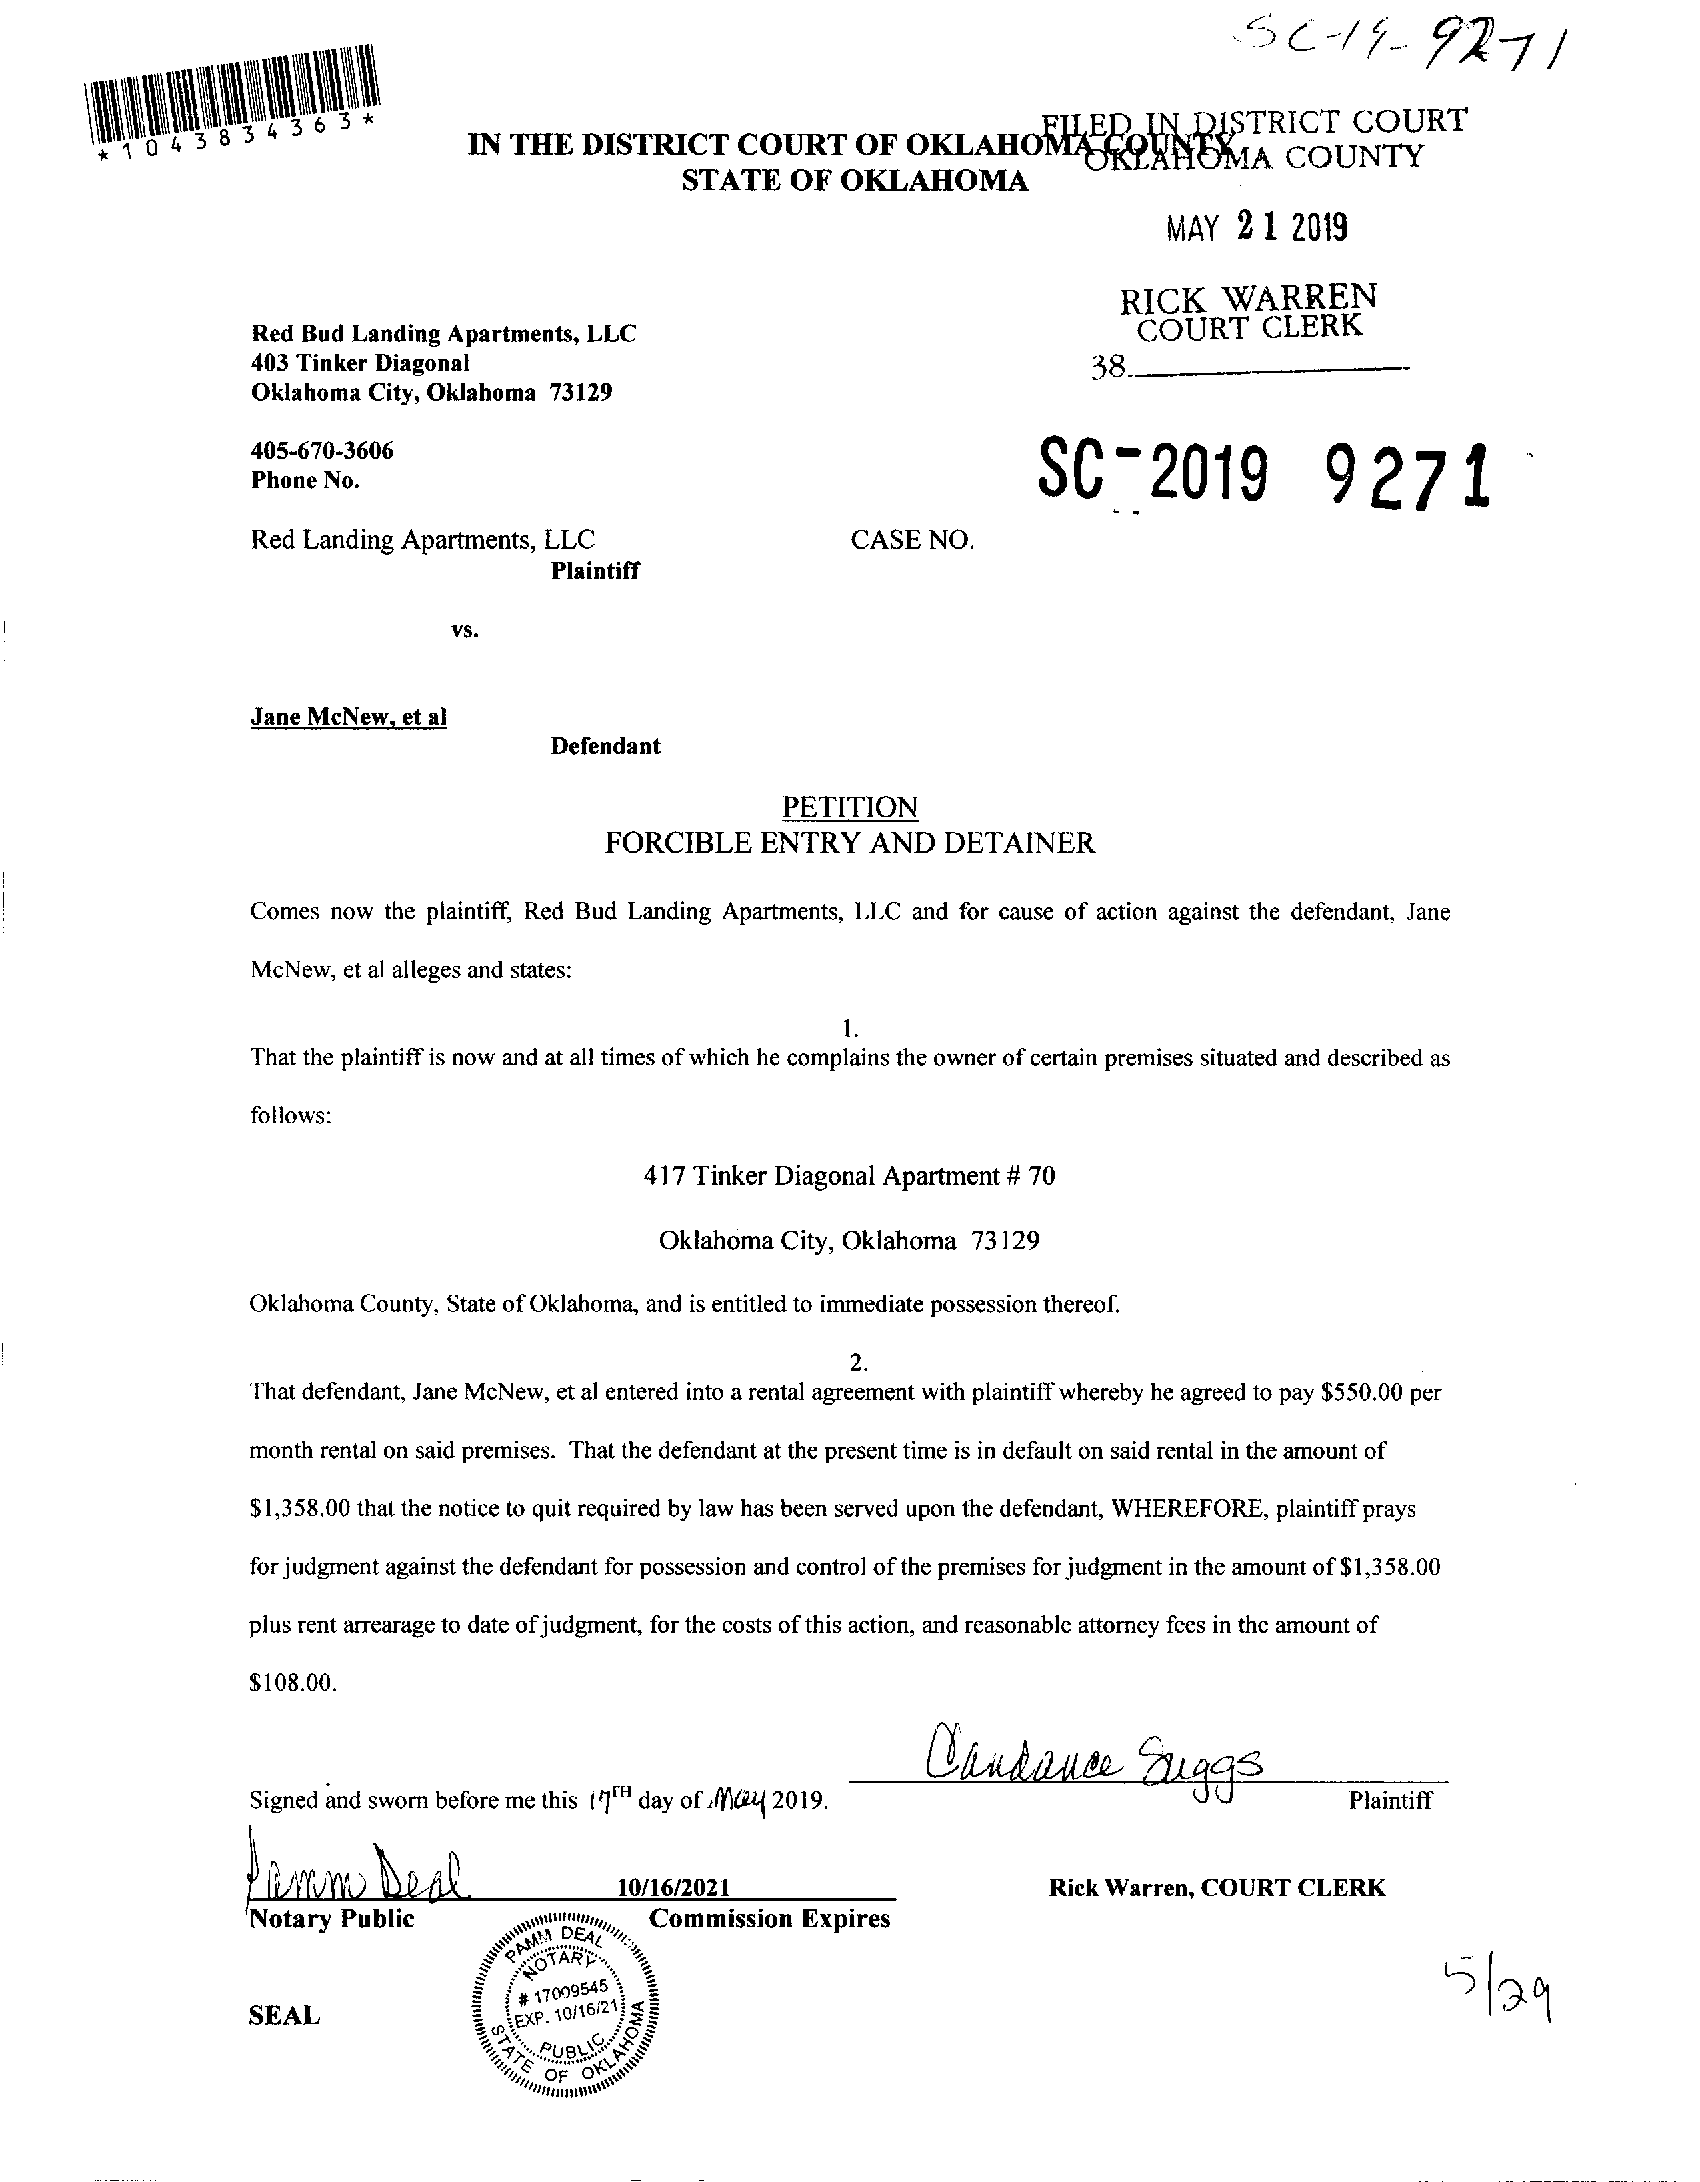 SC-19-9271
*1043834363*
FILED IN DISTRICT COURT
OKLAHOMA COUNTY
IN THE DISTRICT COURT OF OKLAHOMA COUNTY
STATE OF OKLAHOMA
MAY 21 2019
RICK WARREN
COURT CLERK
38
Red Bud Landing Apartments, LLC
403 Tinker Diagonal
Oklahoma City, Oklahoma 73129
405-670-3606
Phone No.
SC-2019 9271
Red Landing Apartments, LLC CASE NO.
Plaintiff
vs.
Jane McNew, et al
Defendant
PETITION
FORCIBLE ENTRY AND DETAINER
Comes now the plaintiff, Red Bud Landing Apartments, LLC and for cause of action against the defendant, Jane
McNew, et al alleges and states:
1.
That the plaintiff is now and at all times of which he complains the owner of certain premises situated and described as
follows:
417 Tinker Diagonal Apartment # 70
Oklahoma City, Oklahoma 73129
Oklahoma County, State of Oklahoma, and is entitled to immediate possession thereof.
2.
That defendant, Jane McNew, et al entered into a rental agreement with plaintiff whereby he agreed to pay $550.00 per
month rental on said premises. That the defendant at the present time is in default on said rental in the amount of
$1,358.00 that the notice to quit required by law has been served upon the defendant, WHEREFORE, plaintiff prays
for judgment against the defendant for possession and control of the premises for judgment in the amount of $1,358.00
plus rent arrearage to date of judgment, for the costs of this action, and reasonable attorney fees in the amount of
$108.00.
Candance Suggs
Signed and sworn before me this 17TH day of May 2019. Plaintiff
Pamm Deal 10/16/2021 Rick Warren, COURT CLERK
Notary Public Commission Expires
PAMM DEAL
NOTARY
# 17009545
EXP. 10/16/21
PUBLIC
STATE OF OKLAHOMA
SEAL
5/29